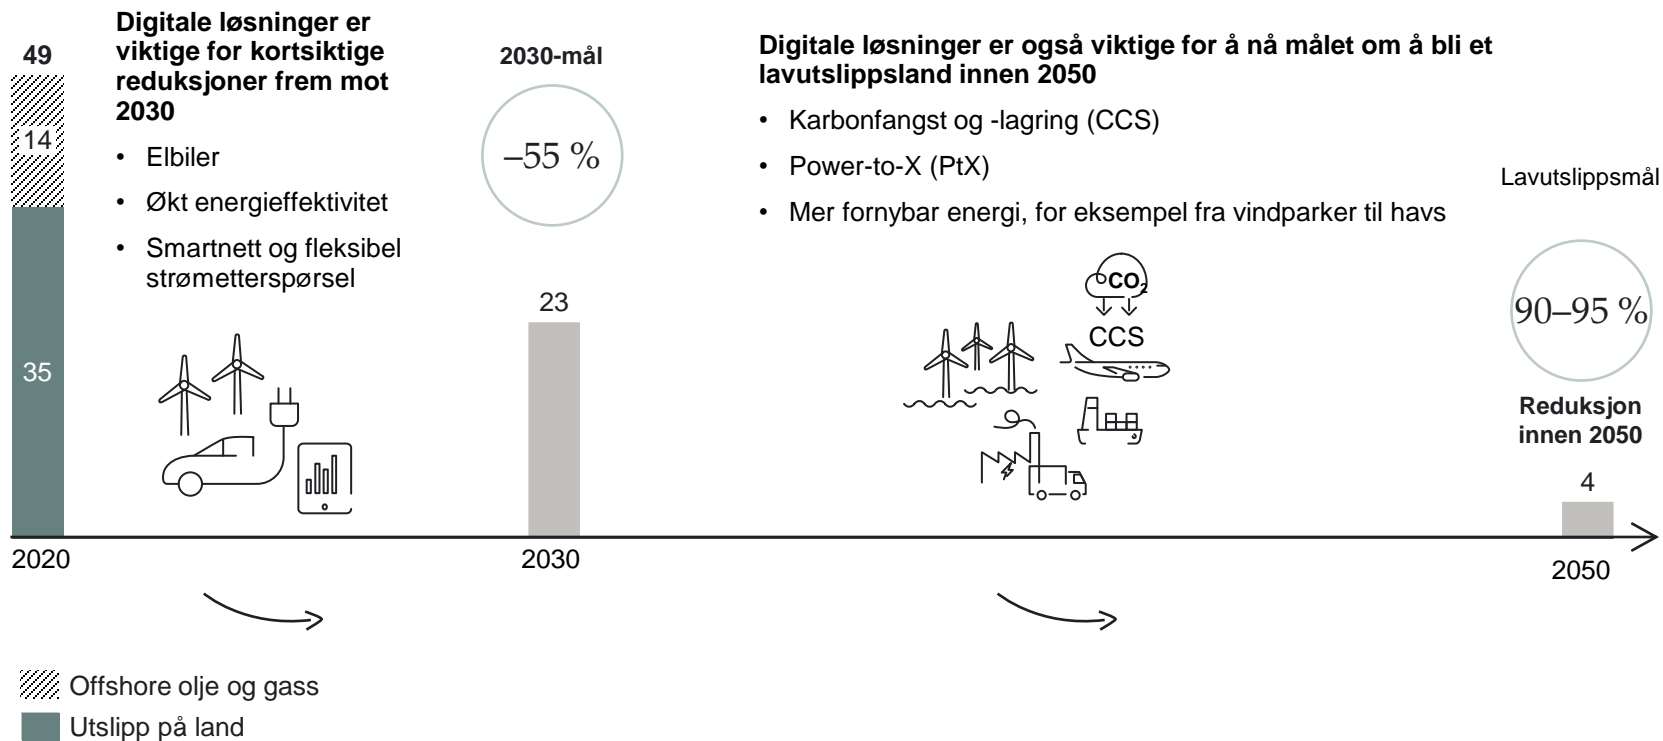 49
14
35
2020
Digitale løsninger er
viktige for kortsiktige
reduksjoner frem mot
2030
• Elbiler
• Økt energieffektivitet
• Smartnett og fleksibel
strømetterspørsel
2030-mål
–55 %
23
2030
Digitale løsninger er også viktige for å nå målet om å bli et
lavutslippsland innen 2050
• Karbonfangst og -lagring (CCS)
• Power-to-X (PtX)
• Mer fornybar energi, for eksempel fra vindparker til havs
CO2
CCS
Lavutslippsmål
90–95 %
Reduksjon
innen 2050
4
2050
Offshore olje og gass
Utslipp på land